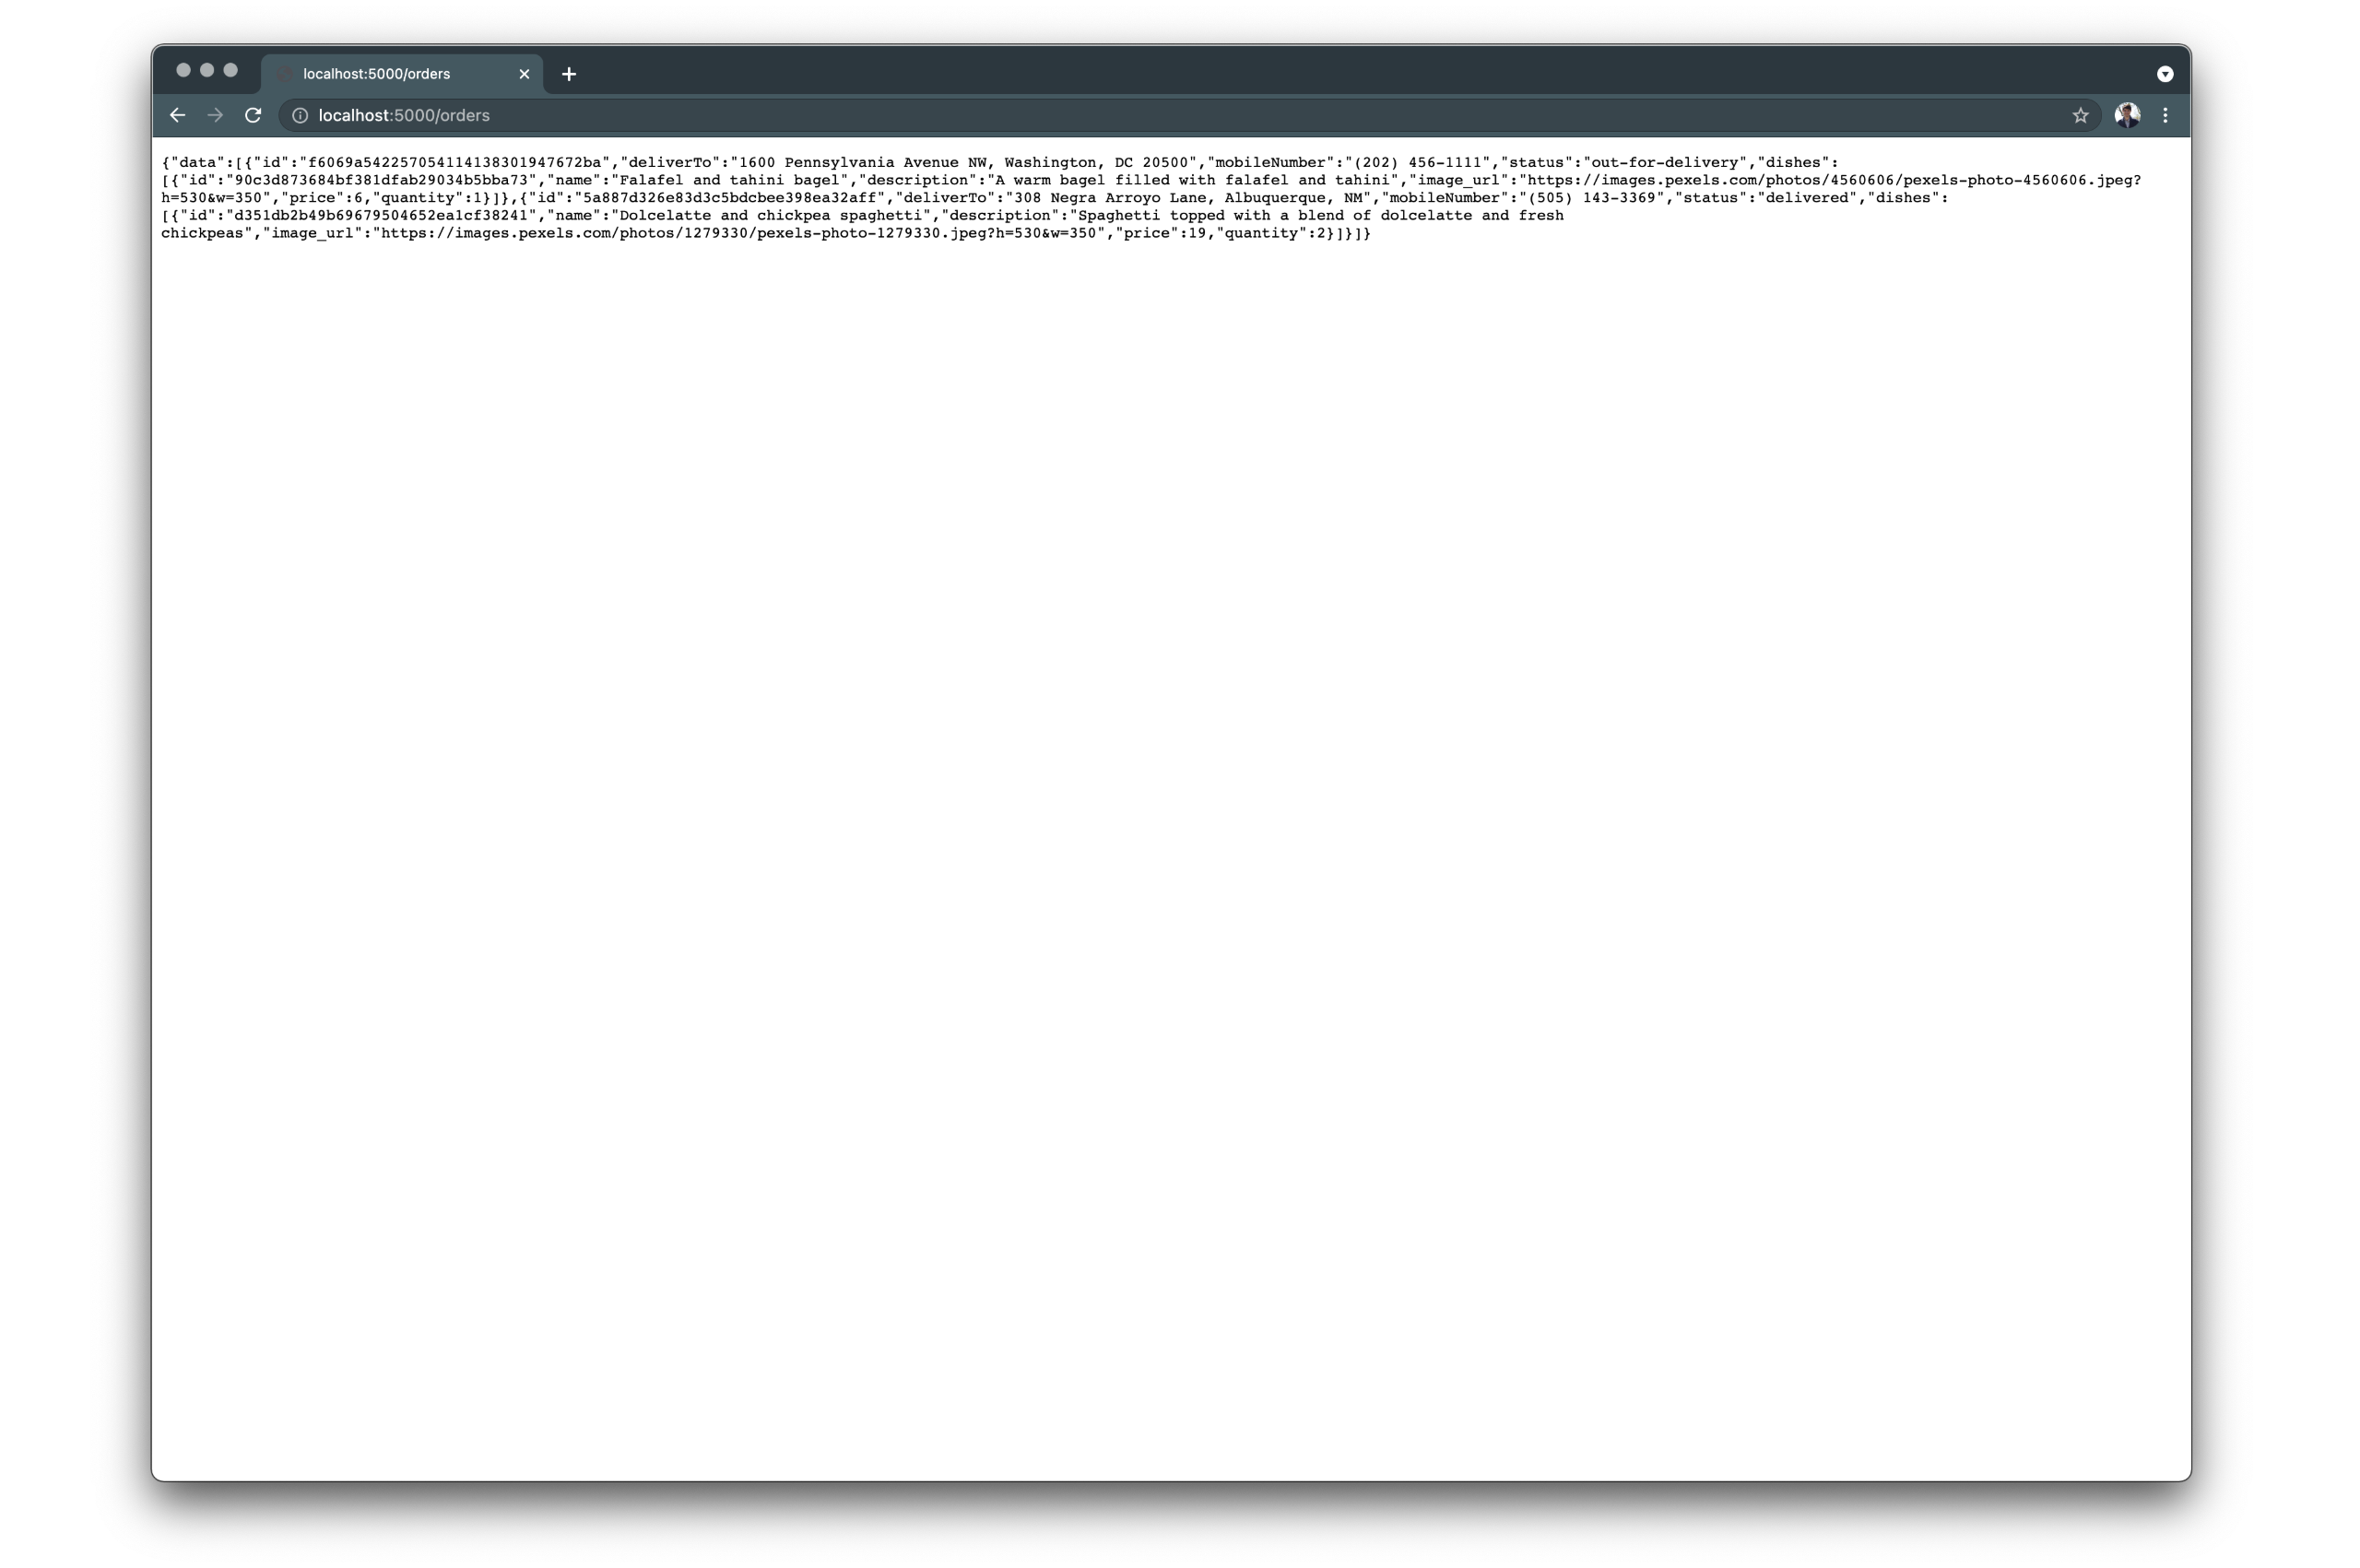 localhost:5000/orders
localhost:5000/orders
{"data":[{"id":"f6069a542257054114138301947672ba","deliverTo":"1600 Pennsylvania Avenue NW, Washington, DC 20500","mobileNumber":"(202) 456-1111","status":"out-for-delivery","dishes":
[{"id":"90c3d873684bf381dfab29034b5bba73","name":"Falafel and tahini bagel","description":"A warm bagel filled with falafel and tahini","image_url":"https://images.pexels.com/photos/4560606/pexels-photo-4560606.jpeg?
h=530&w=350","price":6,"quantity":1}]},{"id":"5a887d326e83d3c5bdcbee398ea32aff","deliverTo":"308 Negra Arroyo Lane, Albuquerque, NM","mobileNumber":"(505) 143-3369","status":"delivered","dishes":
[{"id":"d351db2b49b69679504652ea1cf38241","name":"Dolcelatte and chickpea spaghetti","description":"Spaghetti topped with a blend of dolcelatte and fresh
chickpeas","image_url":"https://images.pexels.com/photos/1279330/pexels-photo-1279330.jpeg?h=530&w=350","price":19,"quantity":2}]}]}